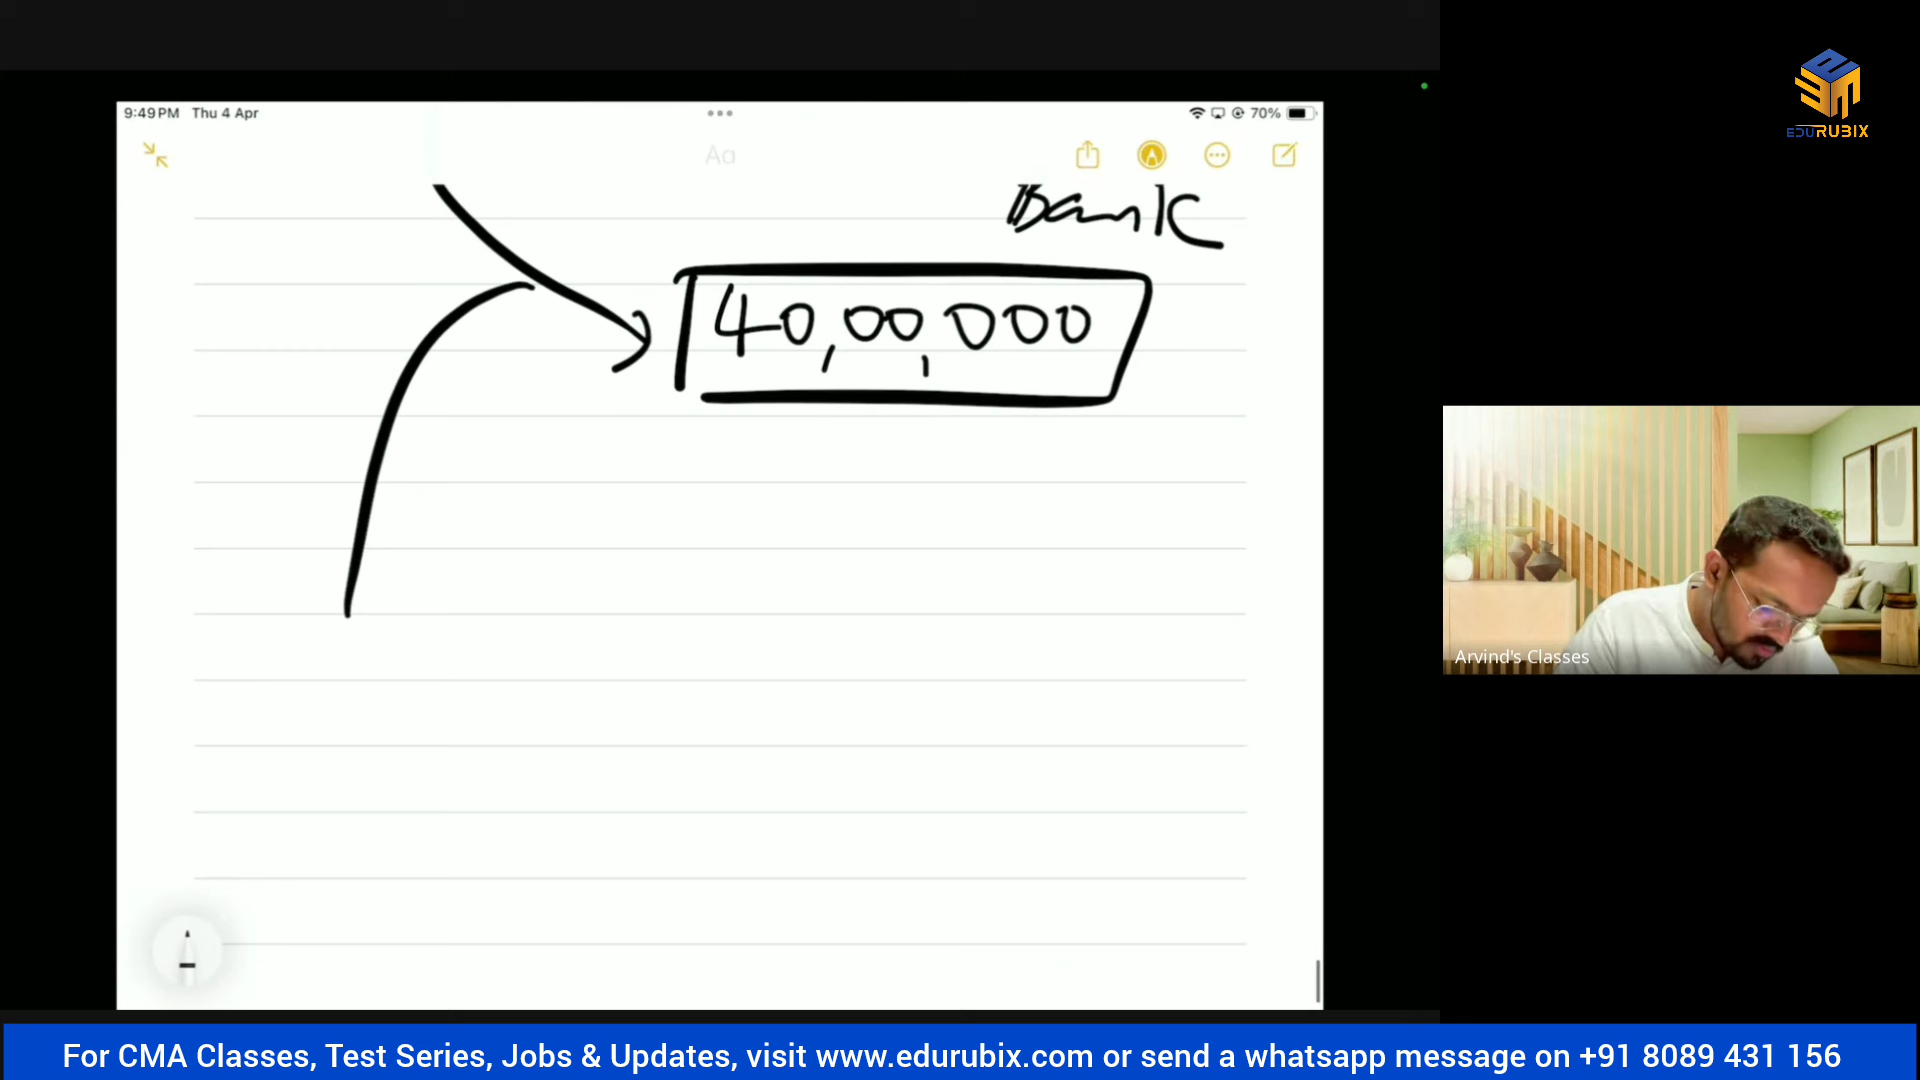 EDURUBIX
9:49 PM Thu 4 Apr
70%
Aa
Bank
40,00,000
Arvind's Classes
For CMA Classes, Test Series, Jobs & Updates, visit www.edurubix.com or send a whatsapp message on +91 8089 431 156